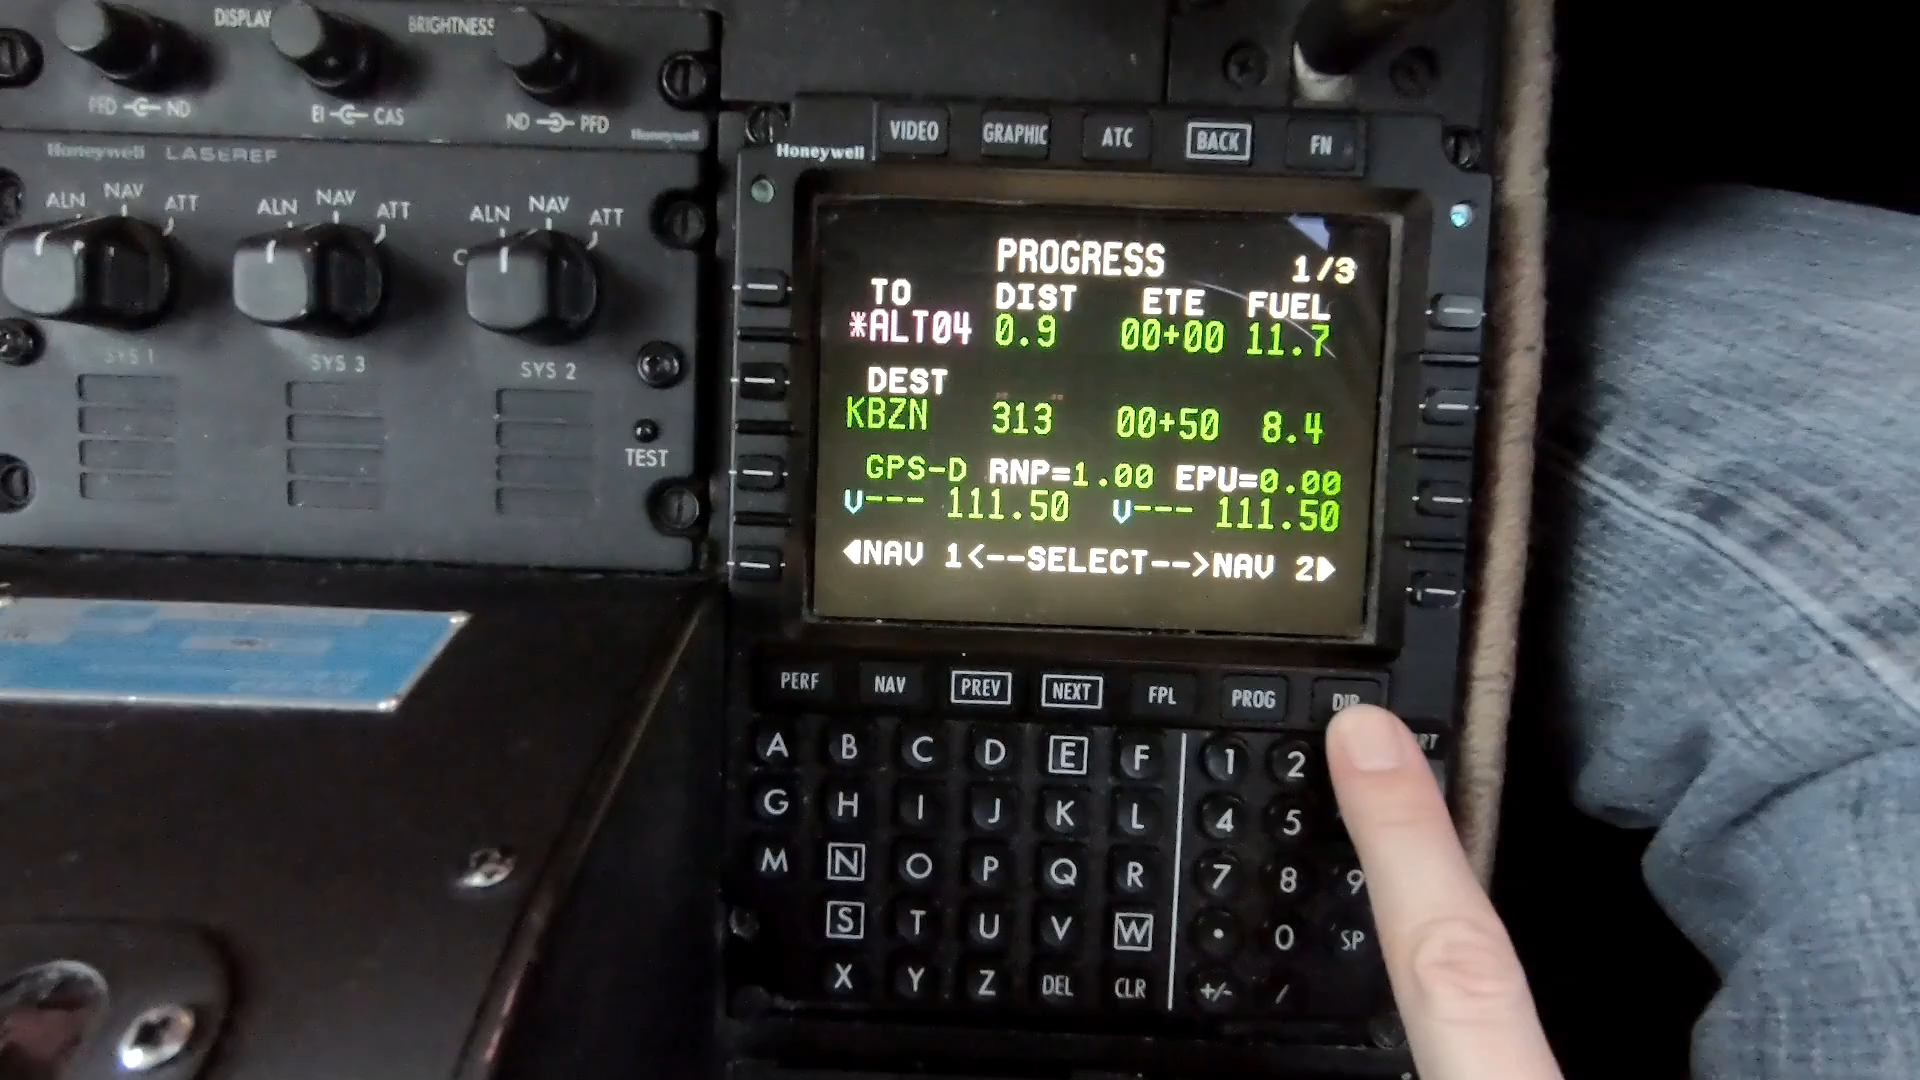 DISPLAY
BRIGHTNESS
PFD ND
EI CAS
ND PFD
Honeywell
Honeywell LASEREF
ALN NAV ATT
ALN NAV ATT
ALN NAV ATT
SYS 1
SYS 3
SYS 2
TEST
VIDEO GRAPHIC ATC BACK FN
Honeywell
PROGRESS 1/3
TO DIST ETE FUEL
*ALT04 0.9 00+00 11.7
DEST
KBZN 313 00+50 8.4
GPS-D RNP=1.00 EPU=0.00
V--- 111.50 V--- 111.50
◀NAV 1<--SELECT-->NAV 2▶
PERF NAV PREV NEXT FPL PROG DIR
A B C D E F 1 2
G H I J K L 4 5
M N O P Q R 7 8 9
S T U V W . 0 SP
X Y Z DEL CLR +/- /